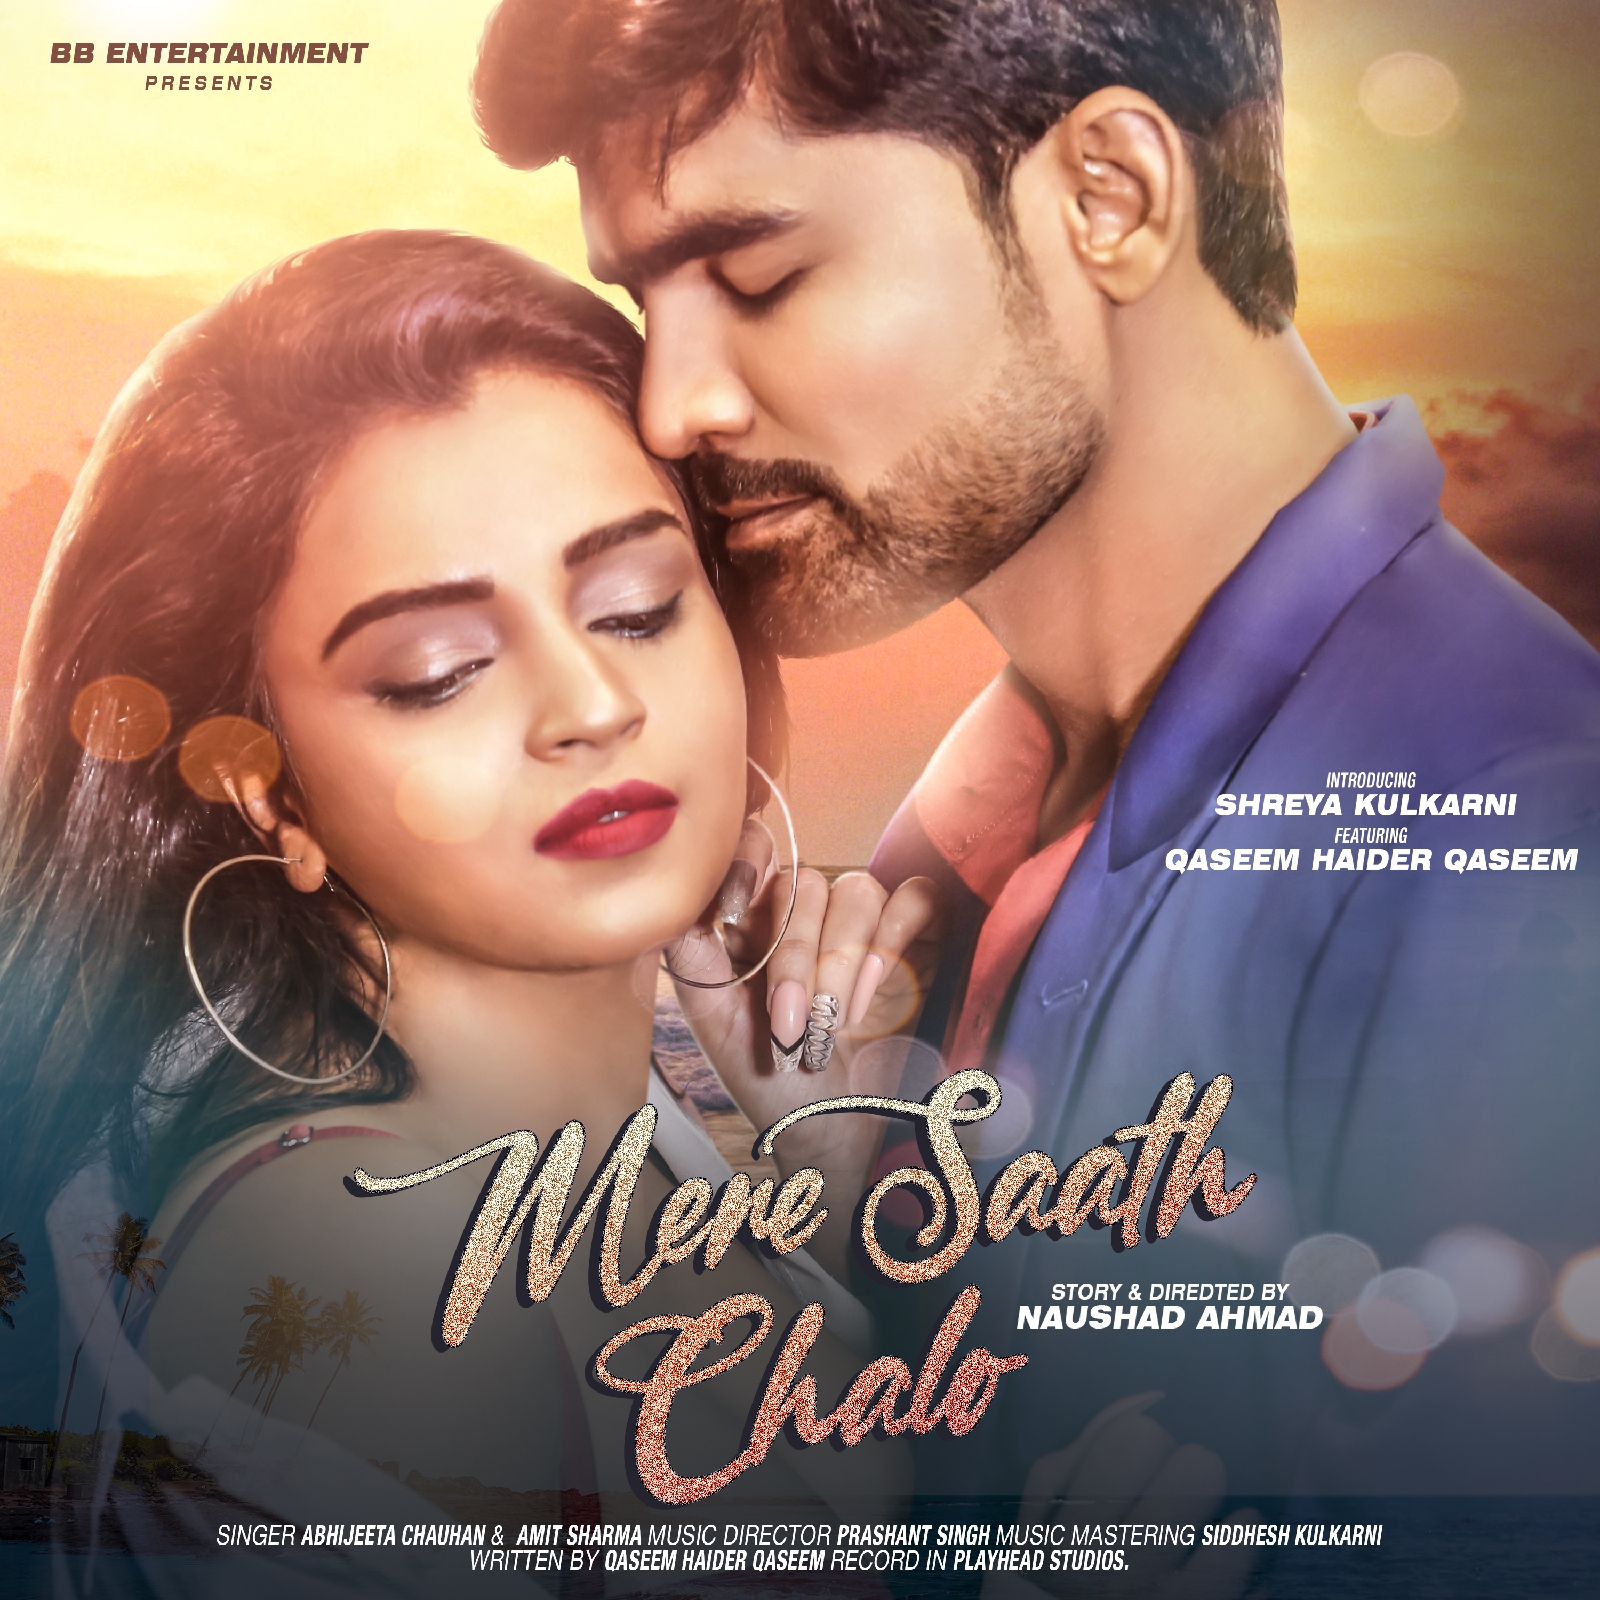 BB ENTERTAINMENT
PRESENTS
INTRODUCING
SHREYA KULKARNI
FEATURING
QASEEM HAIDER QASEEM
Mere Saath
Chalo
STORY & DIREDTED BY
NAUSHAD AHMAD
SINGER ABHIJEETA CHAUHAN & AMIT SHARMA MUSIC DIRECTOR PRASHANT SINGH MUSIC MASTERING SIDDHESH KULKARNI
WRITTEN BY QASEEM HAIDER QASEEM RECORD IN PLAYHEAD STUDIOS.